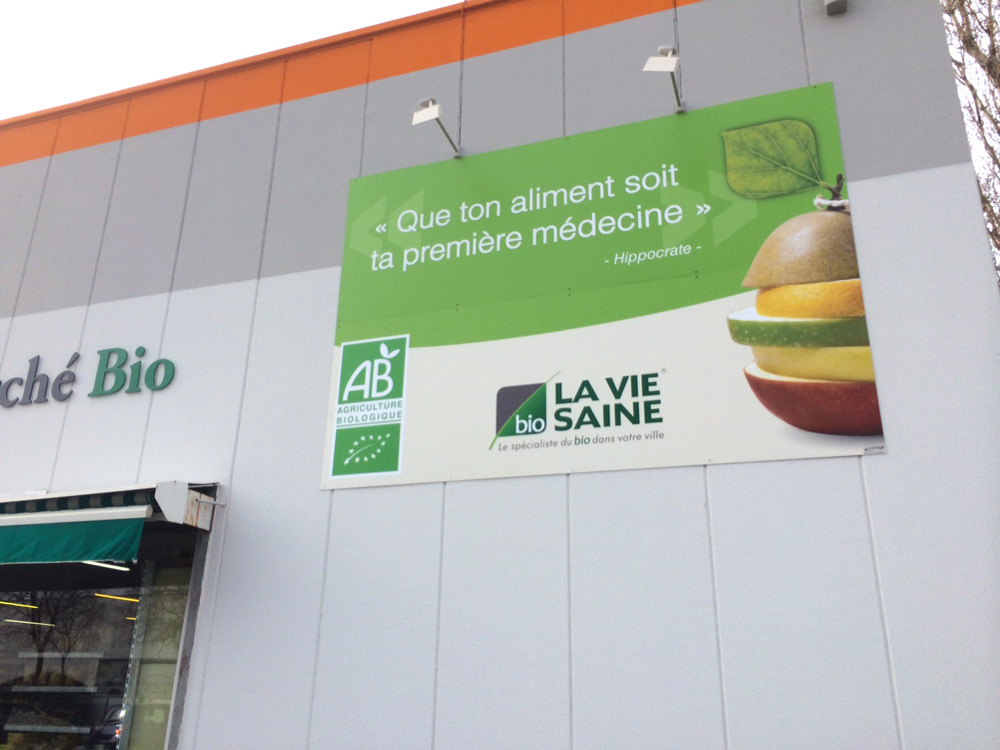 « Que ton aliment soit
ta première médecine »
- Hippocrate -
ché Bio
AB
AGRICULTURE
BIOLOGIQUE
bio
LA VIE
SAINE
Le spécialiste du bio dans votre ville